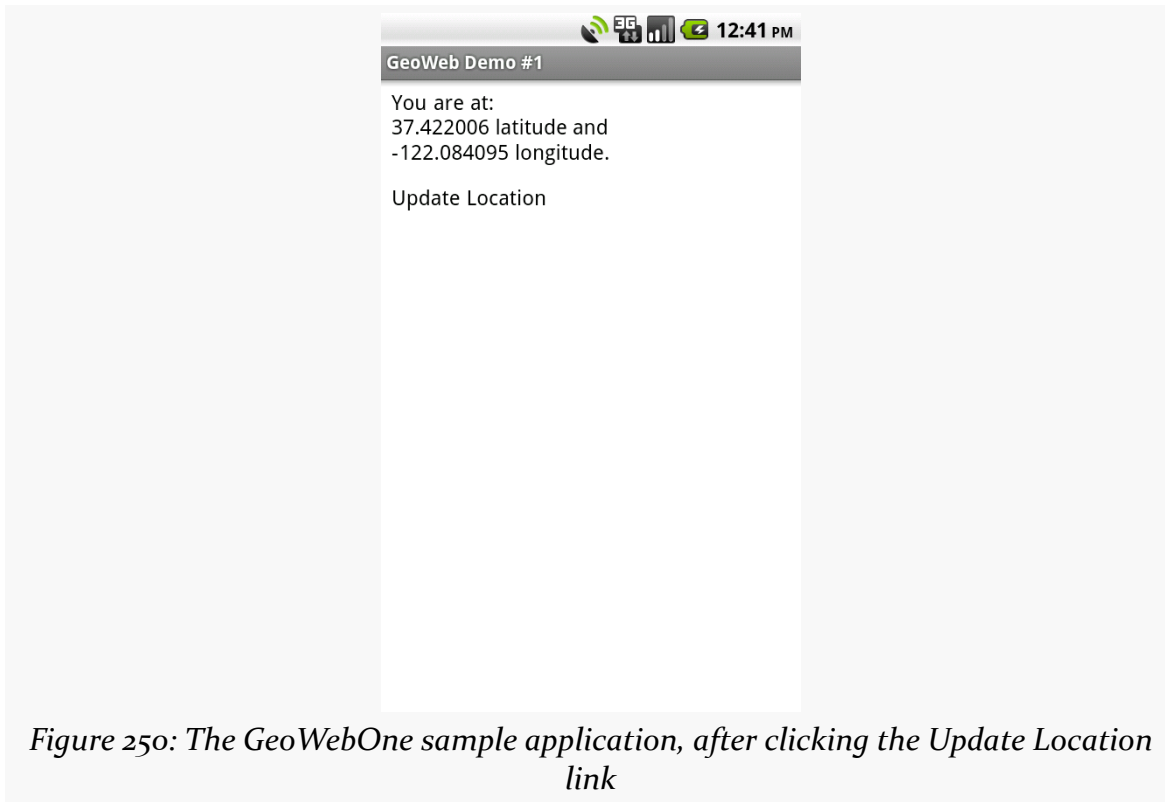 3G
12:41 PM
GeoWeb Demo #1
You are at:
37.422006 latitude and
-122.084095 longitude.
Update Location
Figure 250: The GeoWebOne sample application, after clicking the Update Location
link